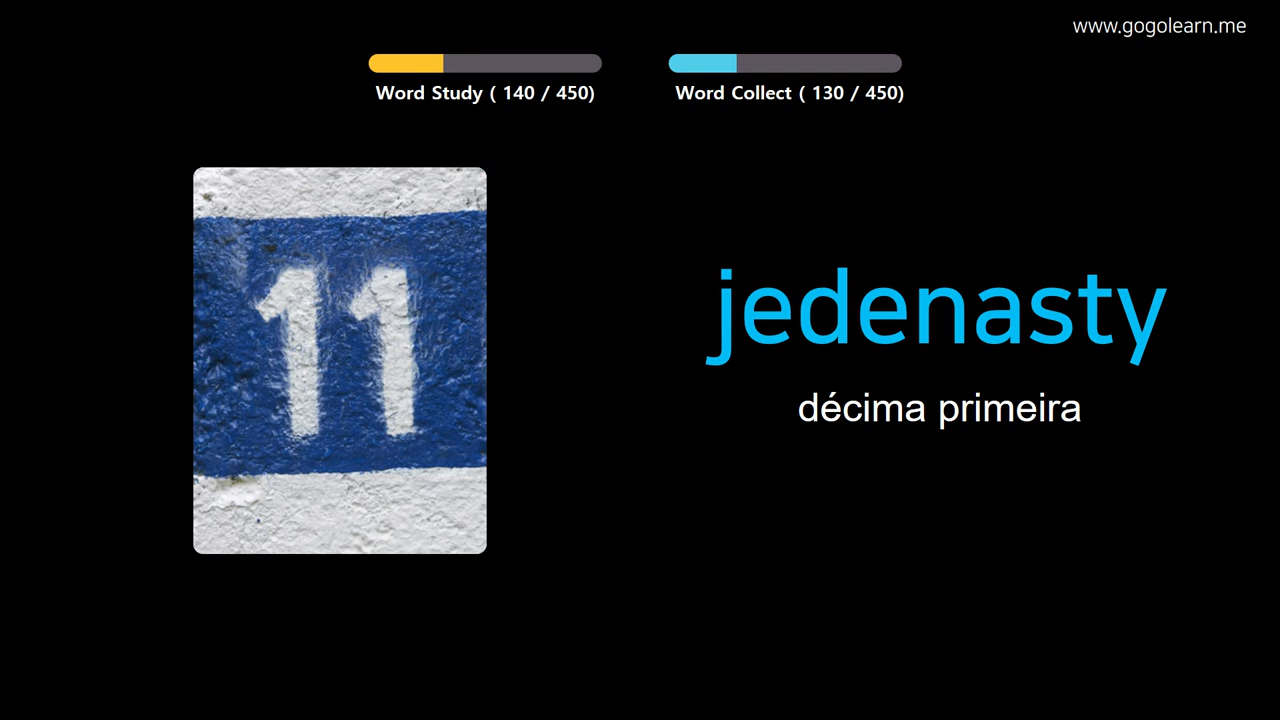 www.gogolearn.me
Word Study ( 140 / 450)
Word Collect ( 130 / 450)
11
jedenasty
décima primeira